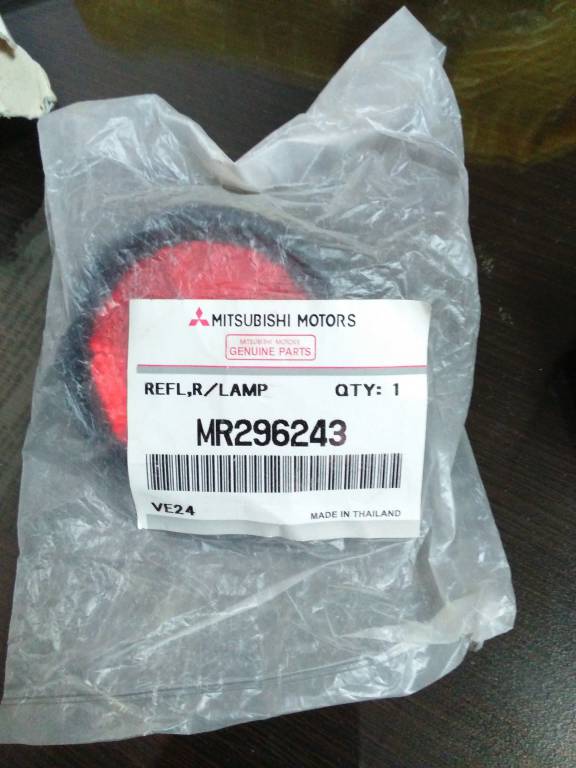 MITSUBISHI MOTORS
MITSUBISHI MOTORS
GENUINE PARTS
REFL,R/LAMP QTY: 1
MR296243
VE24 MADE IN THAILAND